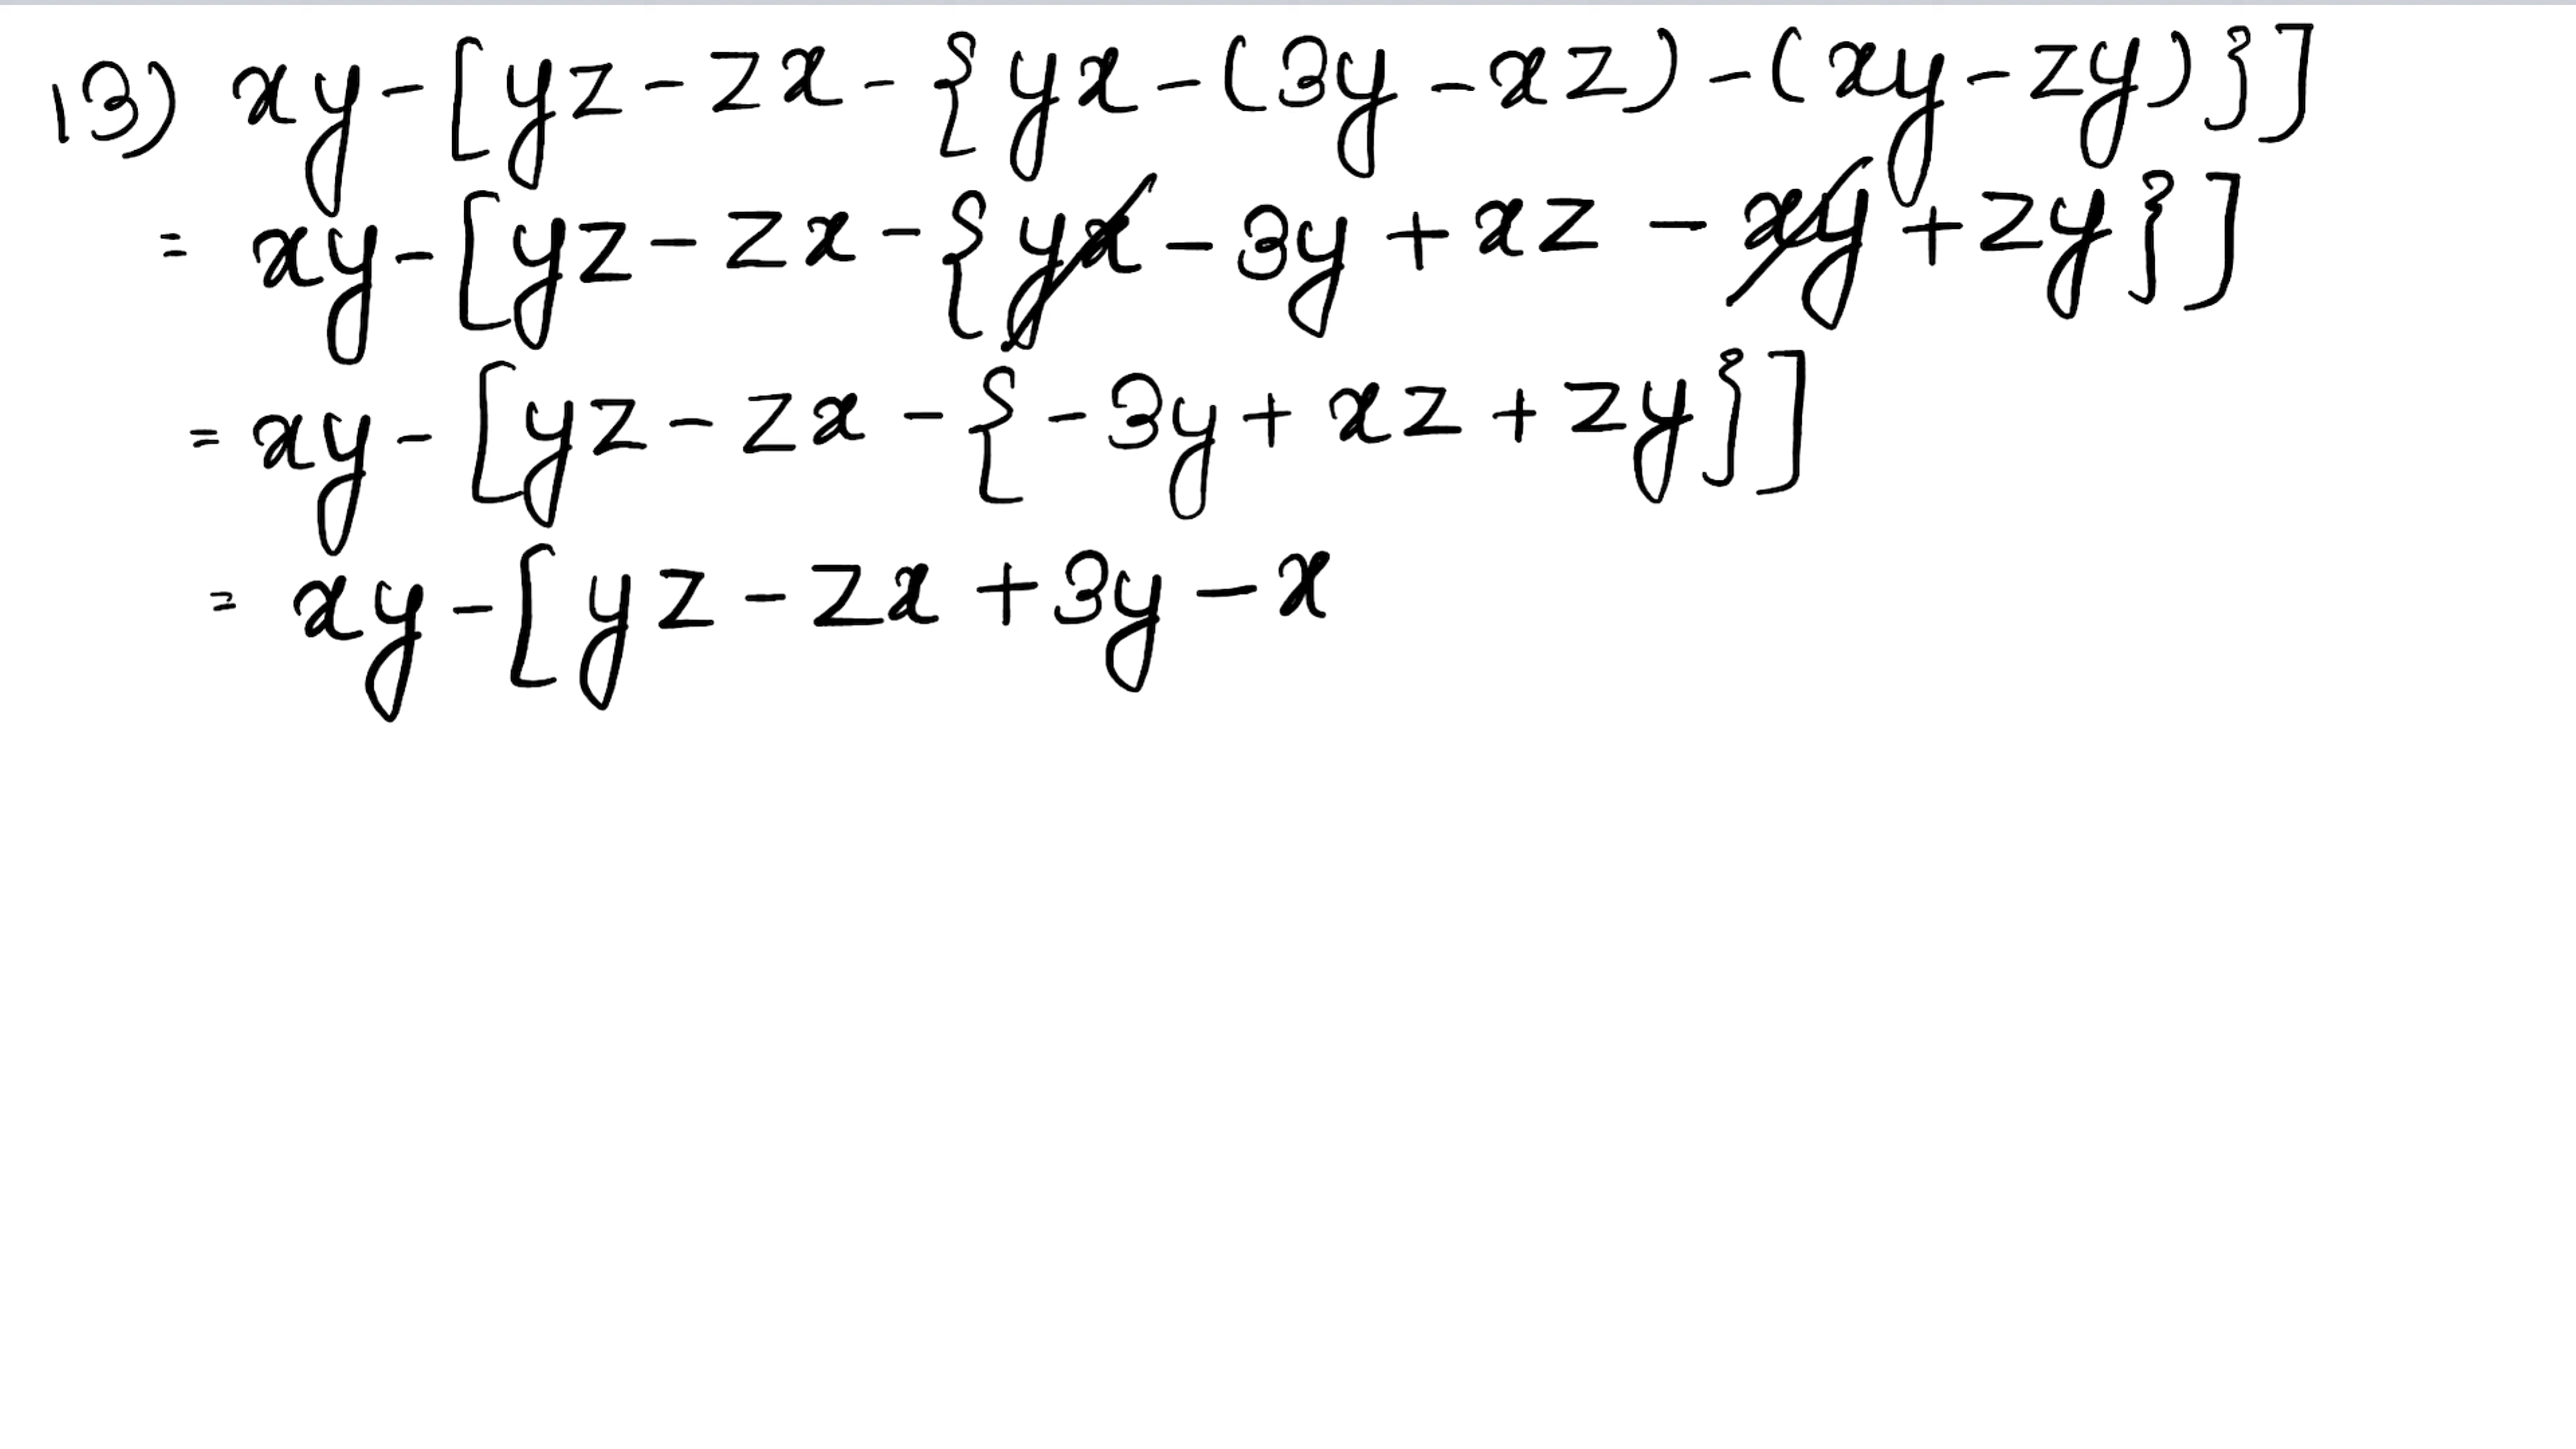 13) xy-[yz-zx-{yx-(3y-xz)-(xy-zy)}]
= xy-[yz-zx-{yx-3y+xz-xy+zy}]
= xy-[yz-zx-{-3y+xz+zy}]
= xy-[yz-zx+3y-x